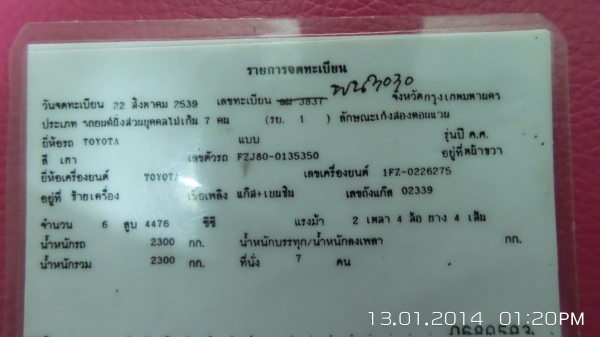 รายการจดทะเบียน
วันจดทะเบียน 22 สิงหาคม 2539 เลขทะเบียน 3837 จังหวัดกรุงเทพมหานคร
ประเภท รถยนต์นั่งส่วนบุคคลไม่เกิน 7 คน (รย. 1 ) ลักษณะเก๋งสองตอนแวน
ยี่ห้อรถ TOYOTA แบบ รุ่นปี ค.ศ.
สี เทา เลขตัวรถ FZJ80-0135350 อยู่ที่หน้าขวา
ยี่ห้อเครื่องยนต์ TOYOTA เลขเครื่องยนต์ 1FZ-0226275
อยู่ที่ ซ้ายเครื่อง เชื้อเพลิง แก๊ส+เบนซิน เลขถังแก๊ส 02339
จำนวน 6 สูบ 4476 ซีซี แรงม้า 2 เพลา 4 ล้อ ยาง 4 เส้น
น้ำหนักรถ 2300 กก. น้ำหนักบรรทุก/น้ำหนักลงเพลา กก.
น้ำหนักรวม 2300 กก. ที่นั่ง 7 คน
13.01.2014 01:20PM